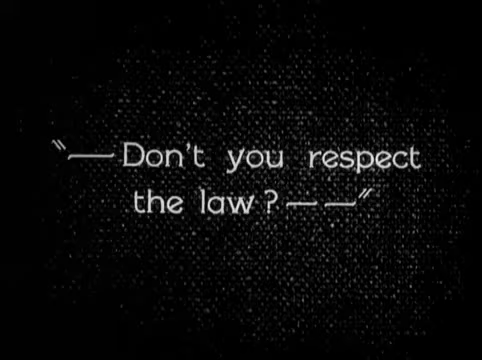 "—Don't you respect
the law?— —"